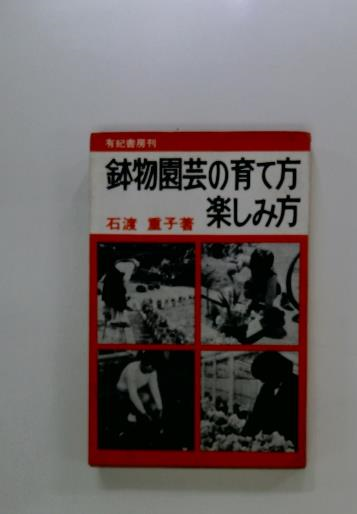 有紀書房刊
鉢物園芸の育て方
楽しみ方
石渡 重子著